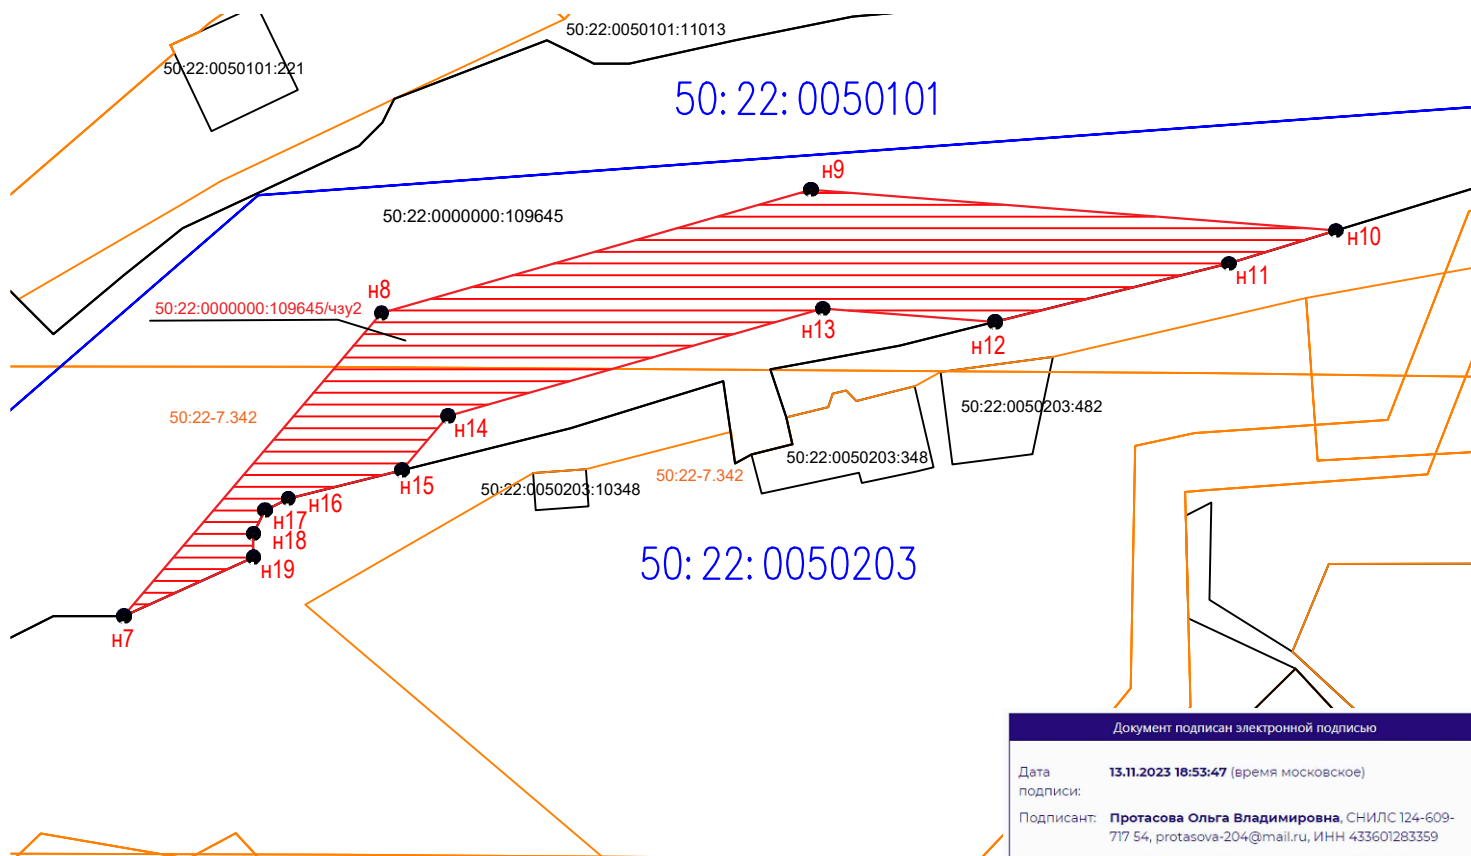 50:22:0050101:11013
50:22:0050101:221
50:22:0050101
н9
50:22:0000000:109645
н10
н11
н8
50:22:0000000:109645/чзу2
н13
н12
50:22-7.342
50:22:0050203:482
н14
50:22:0050203:348
н15
50:22-7.342
50:22:0050203:10348
н16
н17
н18
50:22:0050203
н19
н7
Документ подписан электронной подписью
Дата подписи: 13.11.2023 18:53:47 (время московское)
Подписант: Протасова Ольга Владимировна, СНИЛС 124-609-
717 54, protasova-204@mail.ru, ИНН 433601283359